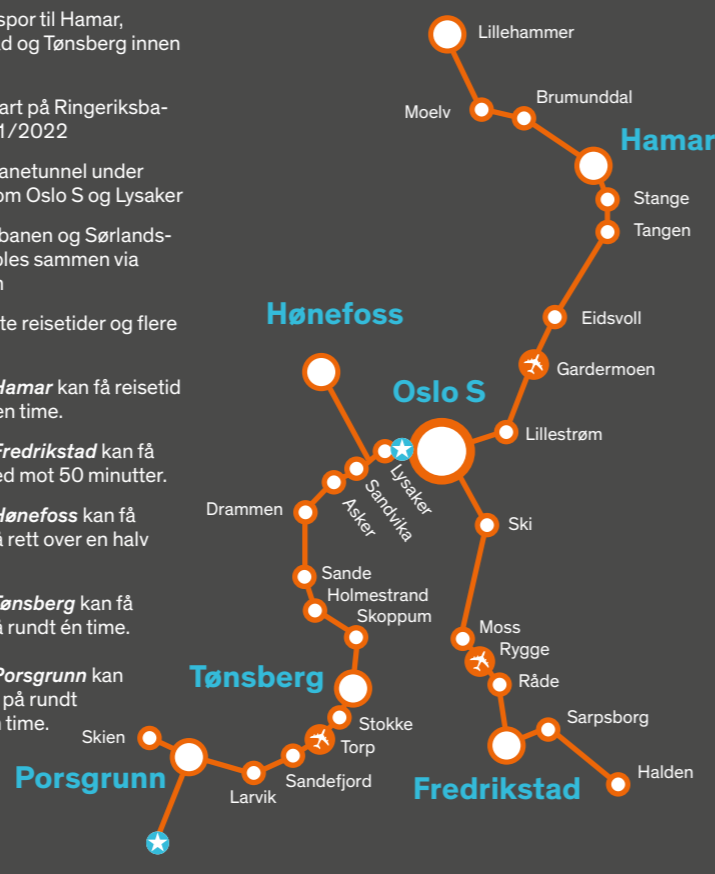 spor til Hamar,
ad og Tønsberg innen
art på Ringeriksba-
1/2022
anetunnel under
om Oslo S og Lysaker
banen og Sørlands-
oles sammen via
te reisetider og flere
Hamar kan få reisetid
en time.
Fredrikstad kan få
ed mot 50 minutter.
Hønefoss kan få
å rett over en halv
Tønsberg kan få
å rundt én time.
Porsgrunn kan
på rundt
n time.
Lillehammer
Moelv
Brumunddal
Hamar
Stange
Tangen
Eidsvoll
Gardermoen
Lillestrøm
Hønefoss
Oslo S
Lysaker
Sandvika
Asker
Drammen
Sande
Holmestrand
Skoppum
Tønsberg
Stokke
Torp
Sandefjord
Larvik
Skien
Porsgrunn
Ski
Moss
Rygge
Råde
Sarpsborg
Fredrikstad
Halden